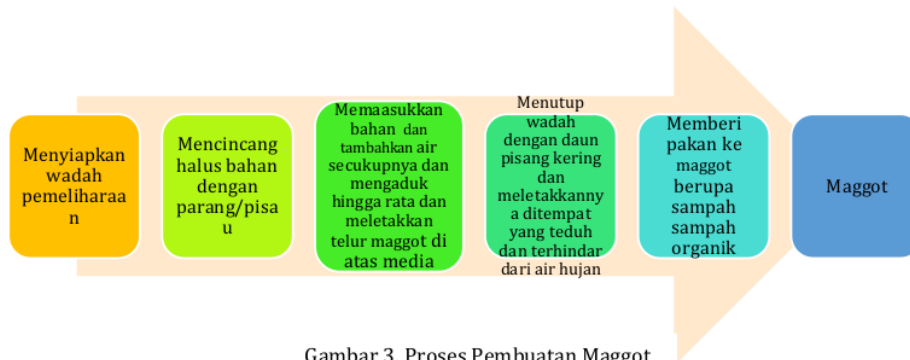 Menyiapkan
wadah
pemeliharaa
n
Mencincang
halus bahan
dengan
parang/pisa
u
Memaasukkan
bahan dan
tambahkan air
secukupnya dan
mengaduk
hingga rata dan
meletakkan
telur maggot di
atas media
Menutup
wadah
dengan daun
pisang kering
dan
meletakkanny
a ditempat
yang teduh
dan terhindar
dari air hujan
Memberi
pakan ke
maggot
berupa
sampah
sampah
organik
Maggot
Gambar 3. Proses Pembuatan Maggot